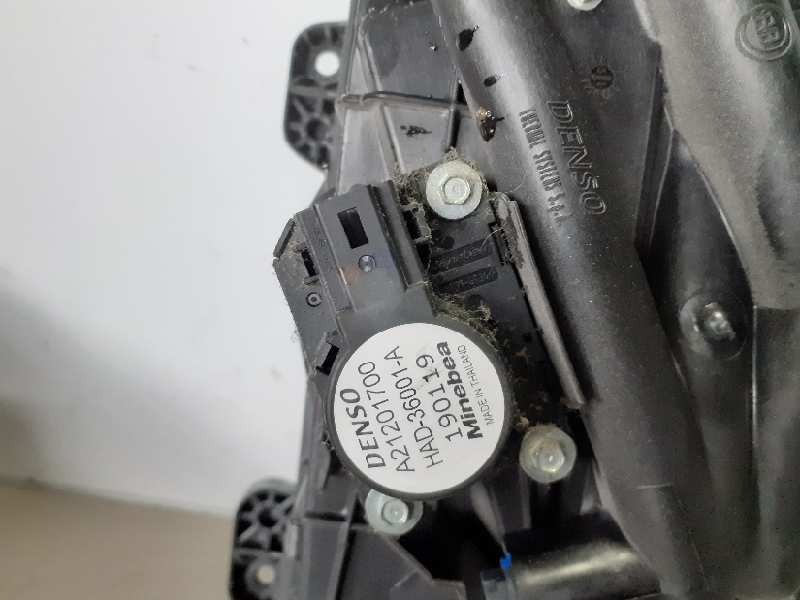 DENSO
A21201700
HAD-36001-A
190119
Minebea
MADE IN THAILAND
DENSO